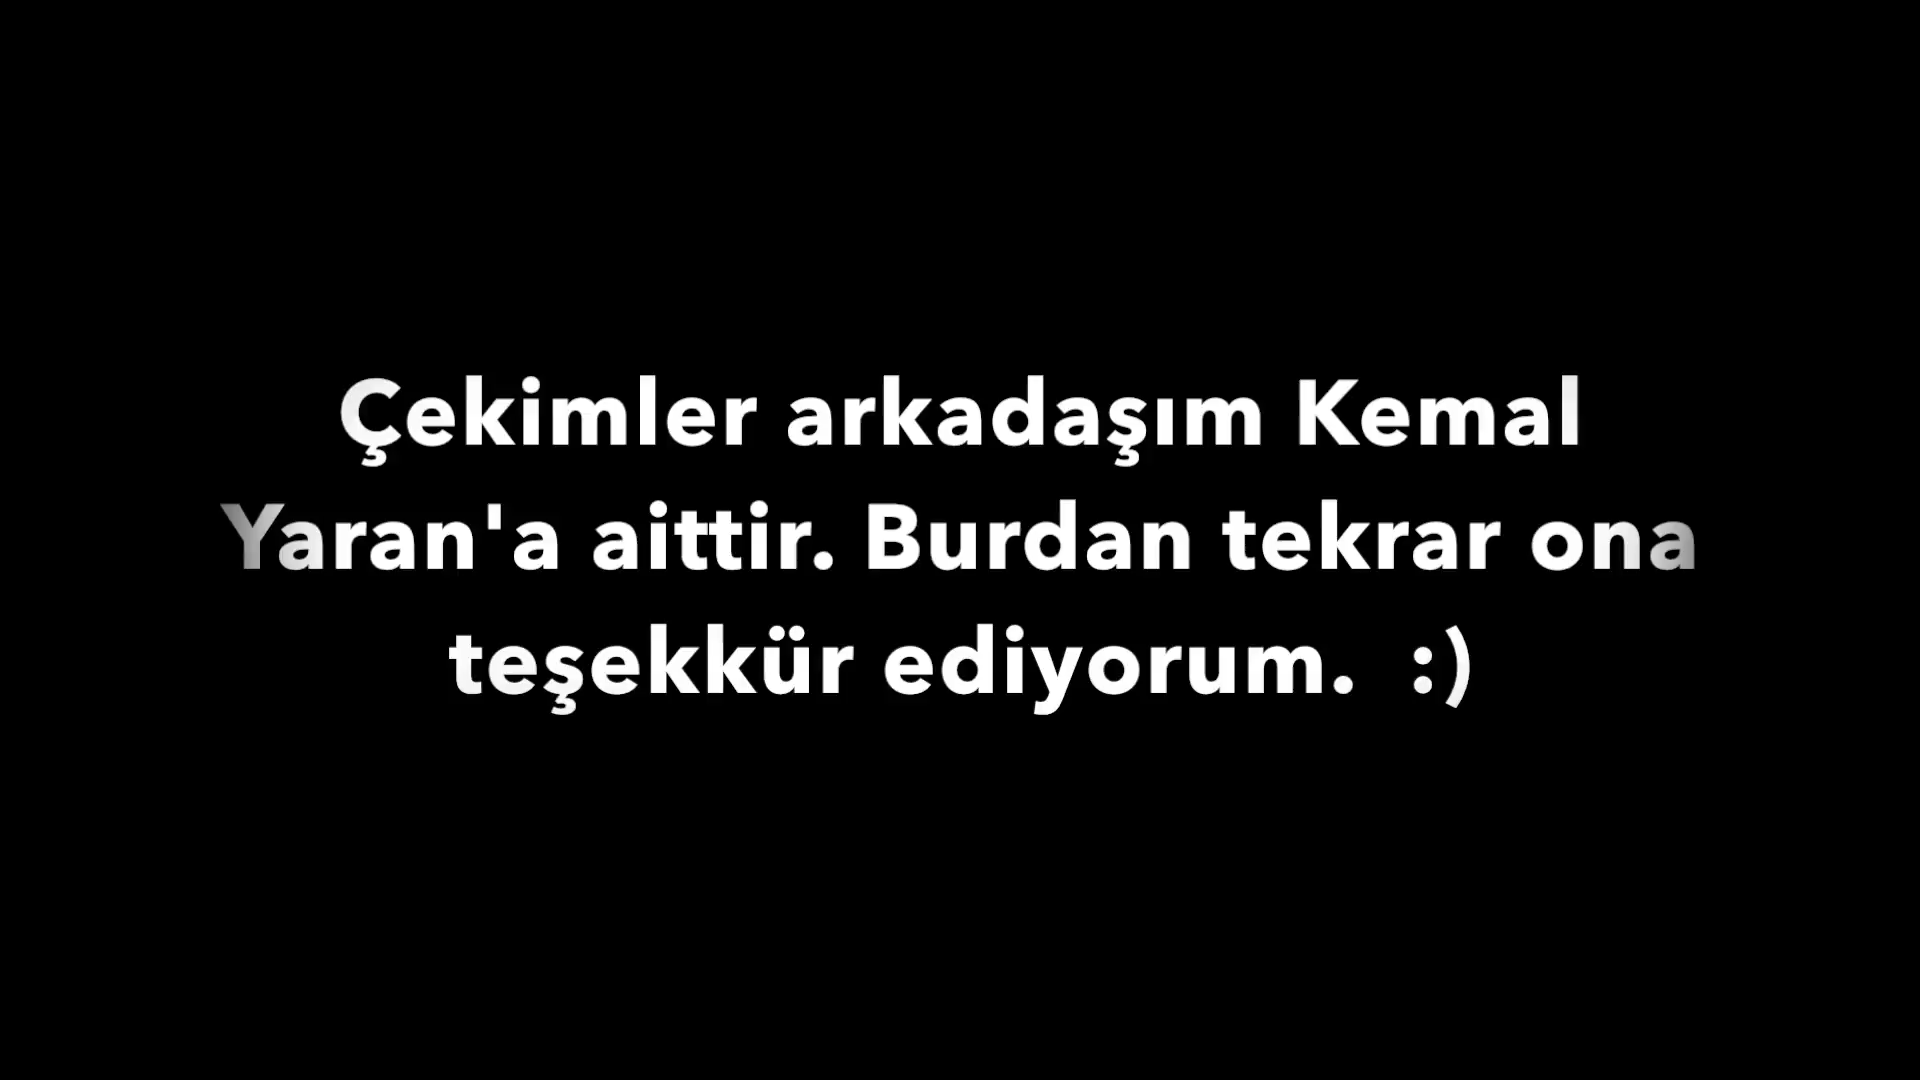 Çekimler arkadaşım Kemal
Yaran'a aittir. Burdan tekrar ona
teşekkür ediyorum.  :)